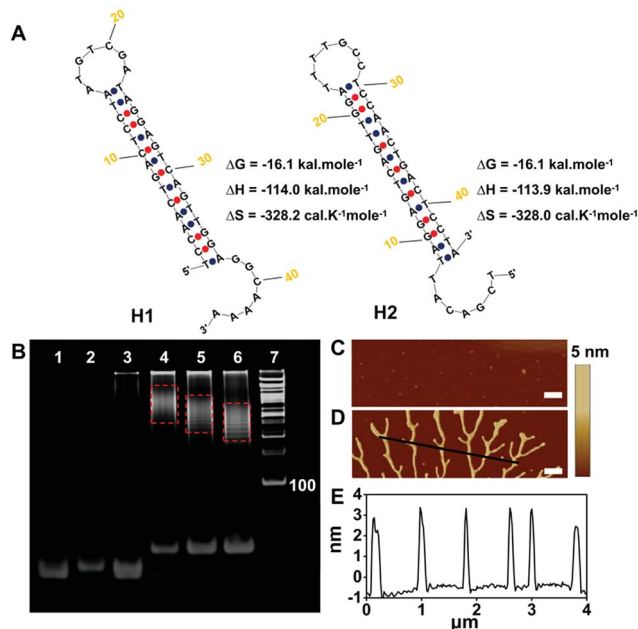 A
20
10
30
40
5'
TCCAACTGACTCCTAATGTCGATAGGAGTCAGTTGGAGGCAAAA
3'
H1
ΔG = -16.1 kal.mole-1
ΔH = -114.0 kal.mole-1
ΔS = -328.2 cal.K-1mole-1
30
20
40
10
3'
5'
H2
ΔG = -16.1 kal.mole-1
ΔH = -113.9 kal.mole-1
ΔS = -328.0 cal.K-1mole-1
B
1 2 3 4 5 6 7
100
C
5 nm
D
E
4
3
2
1
0
-1
nm
0 1 2 3 4
μm